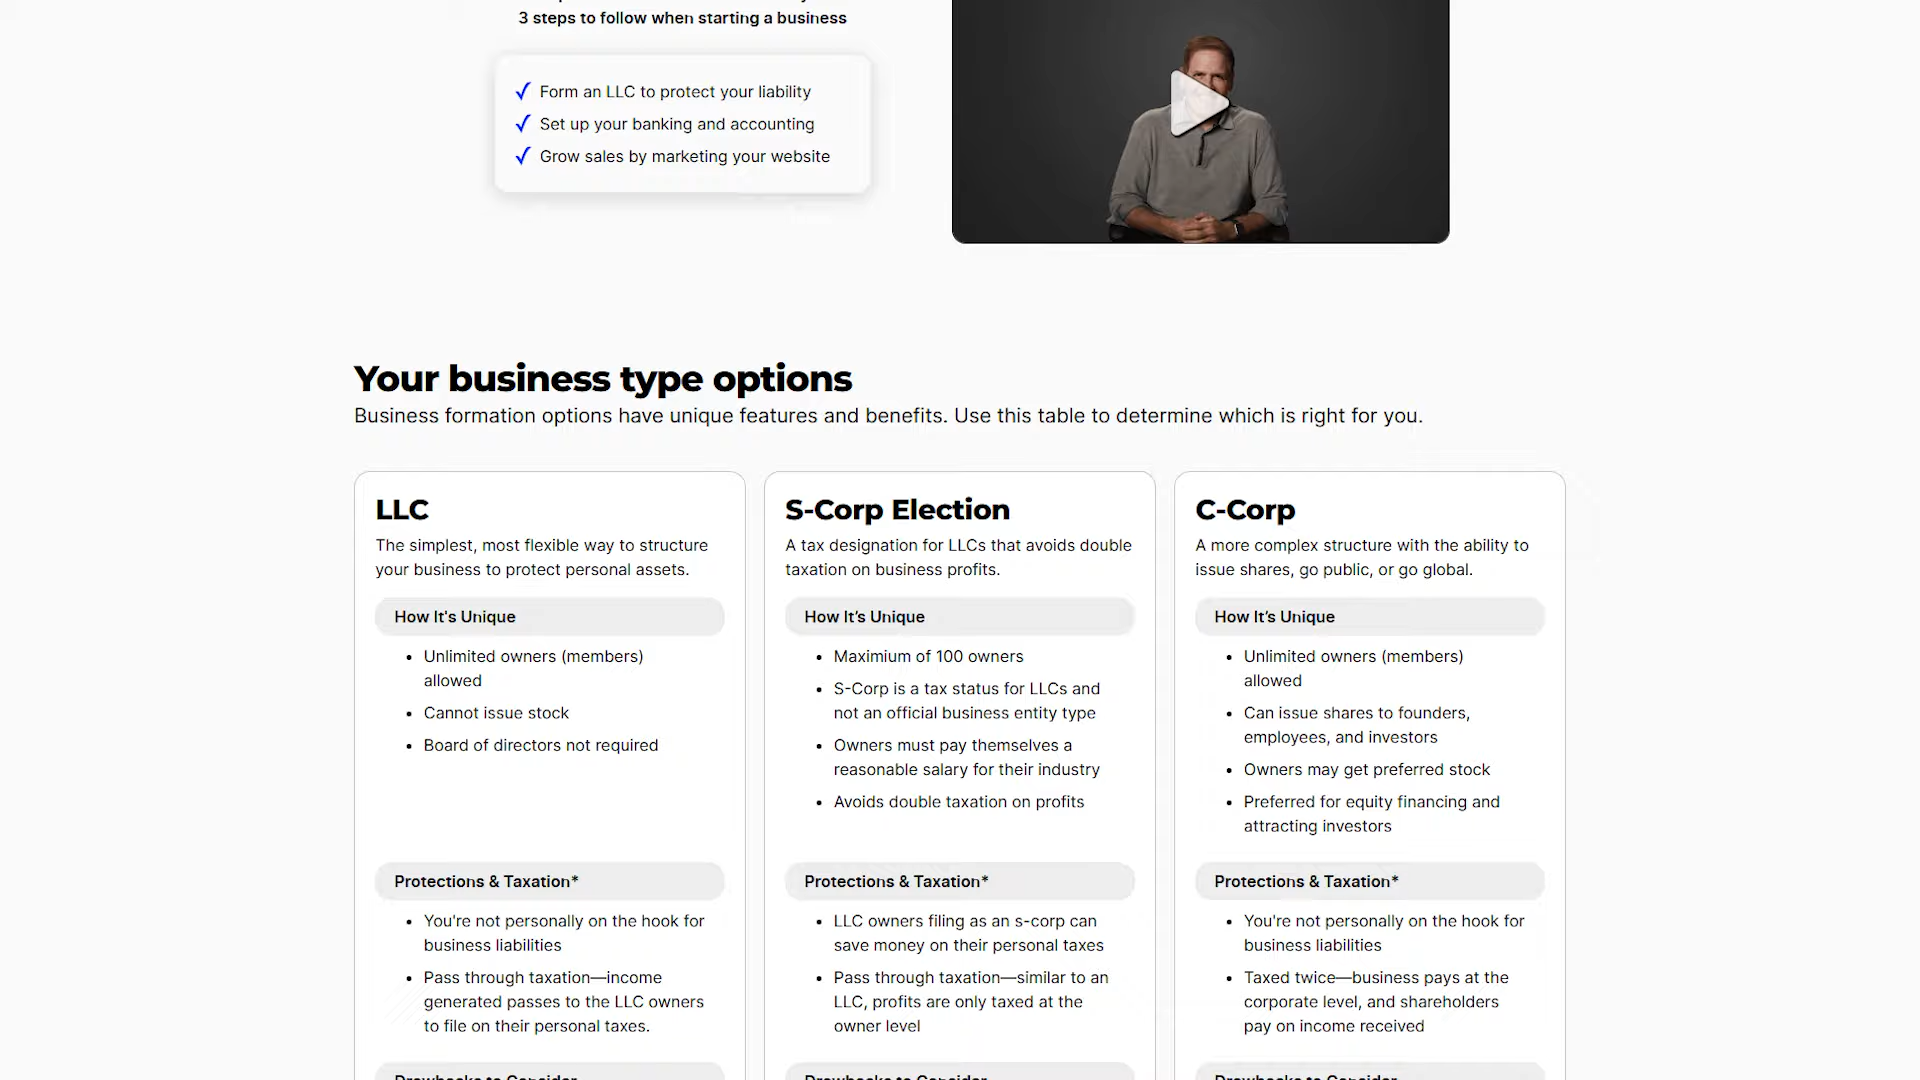 3 steps to follow when starting a business
Form an LLC to protect your liability
Set up your banking and accounting
Grow sales by marketing your website
Your business type options
Business formation options have unique features and benefits. Use this table to determine which is right for you.
LLC
The simplest, most flexible way to structure
your business to protect personal assets.
How It's Unique
Unlimited owners (members)
allowed
Cannot issue stock
Board of directors not required
Protections & Taxation*
You're not personally on the hook for
business liabilities
Pass through taxation—income
generated passes to the LLC owners
to file on their personal taxes.
Drawbacks to Consider
S-Corp Election
A tax designation for LLCs that avoids double
taxation on business profits.
How It’s Unique
Maximium of 100 owners
S-Corp is a tax status for LLCs and
not an official business entity type
Owners must pay themselves a
reasonable salary for their industry
Avoids double taxation on profits
Protections & Taxation*
LLC owners filing as an s-corp can
save money on their personal taxes
Pass through taxation—similar to an
LLC, profits are only taxed at the
owner level
Drawbacks to Consider
C-Corp
A more complex structure with the ability to
issue shares, go public, or go global.
How It’s Unique
Unlimited owners (members)
allowed
Can issue shares to founders,
employees, and investors
Owners may get preferred stock
Preferred for equity financing and
attracting investors
Protections & Taxation*
You're not personally on the hook for
business liabilities
Taxed twice—business pays at the
corporate level, and shareholders
pay on income received
Drawbacks to Consider